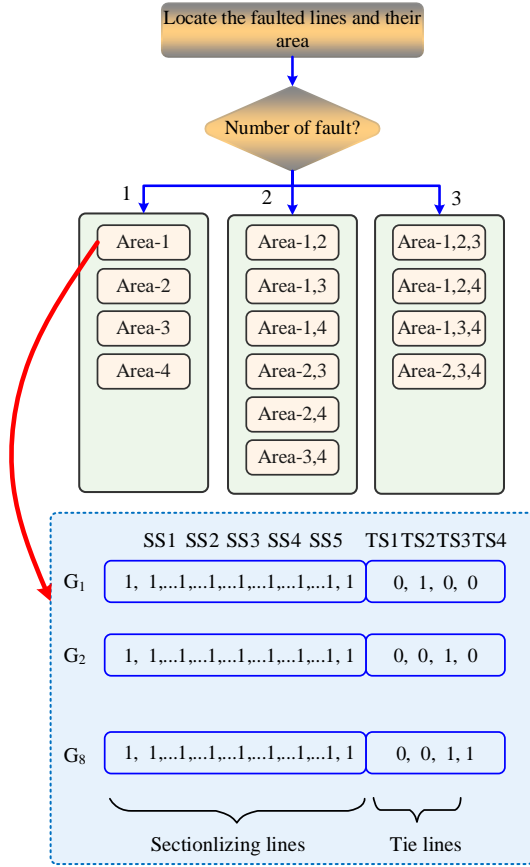 Locate the faulted lines and their
area
Number of fault?
1
2
3
Area-1
Area-2
Area-3
Area-4
Area-1,2
Area-1,3
Area-1,4
Area-2,3
Area-2,4
Area-3,4
Area-1,2,3
Area-1,2,4
Area-1,3,4
Area-2,3,4
SS1 SS2 SS3 SS4 SS5 TS1TS2TS3TS4
G1 1, 1,...1,...1,...1,...1,...1,...1, 1 0, 1, 0, 0
G2 1, 1,...1,...1,...1,...1,...1,...1, 1 0, 0, 1, 0
G8 1, 1,...1,...1,...1,...1,...1,...1, 1 0, 0, 1, 1
Sectionlizing lines Tie lines